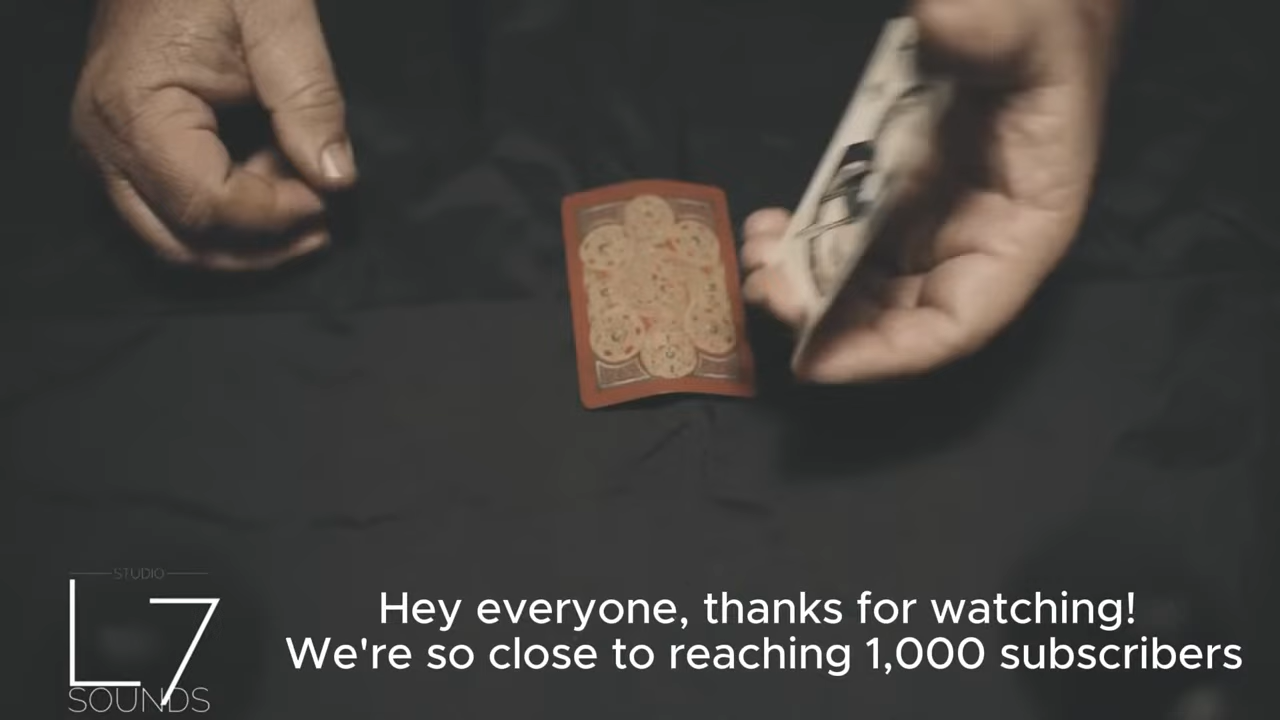 STUDIO
L7
SOUNDS
Hey everyone, thanks for watching!
We're so close to reaching 1,000 subscribers